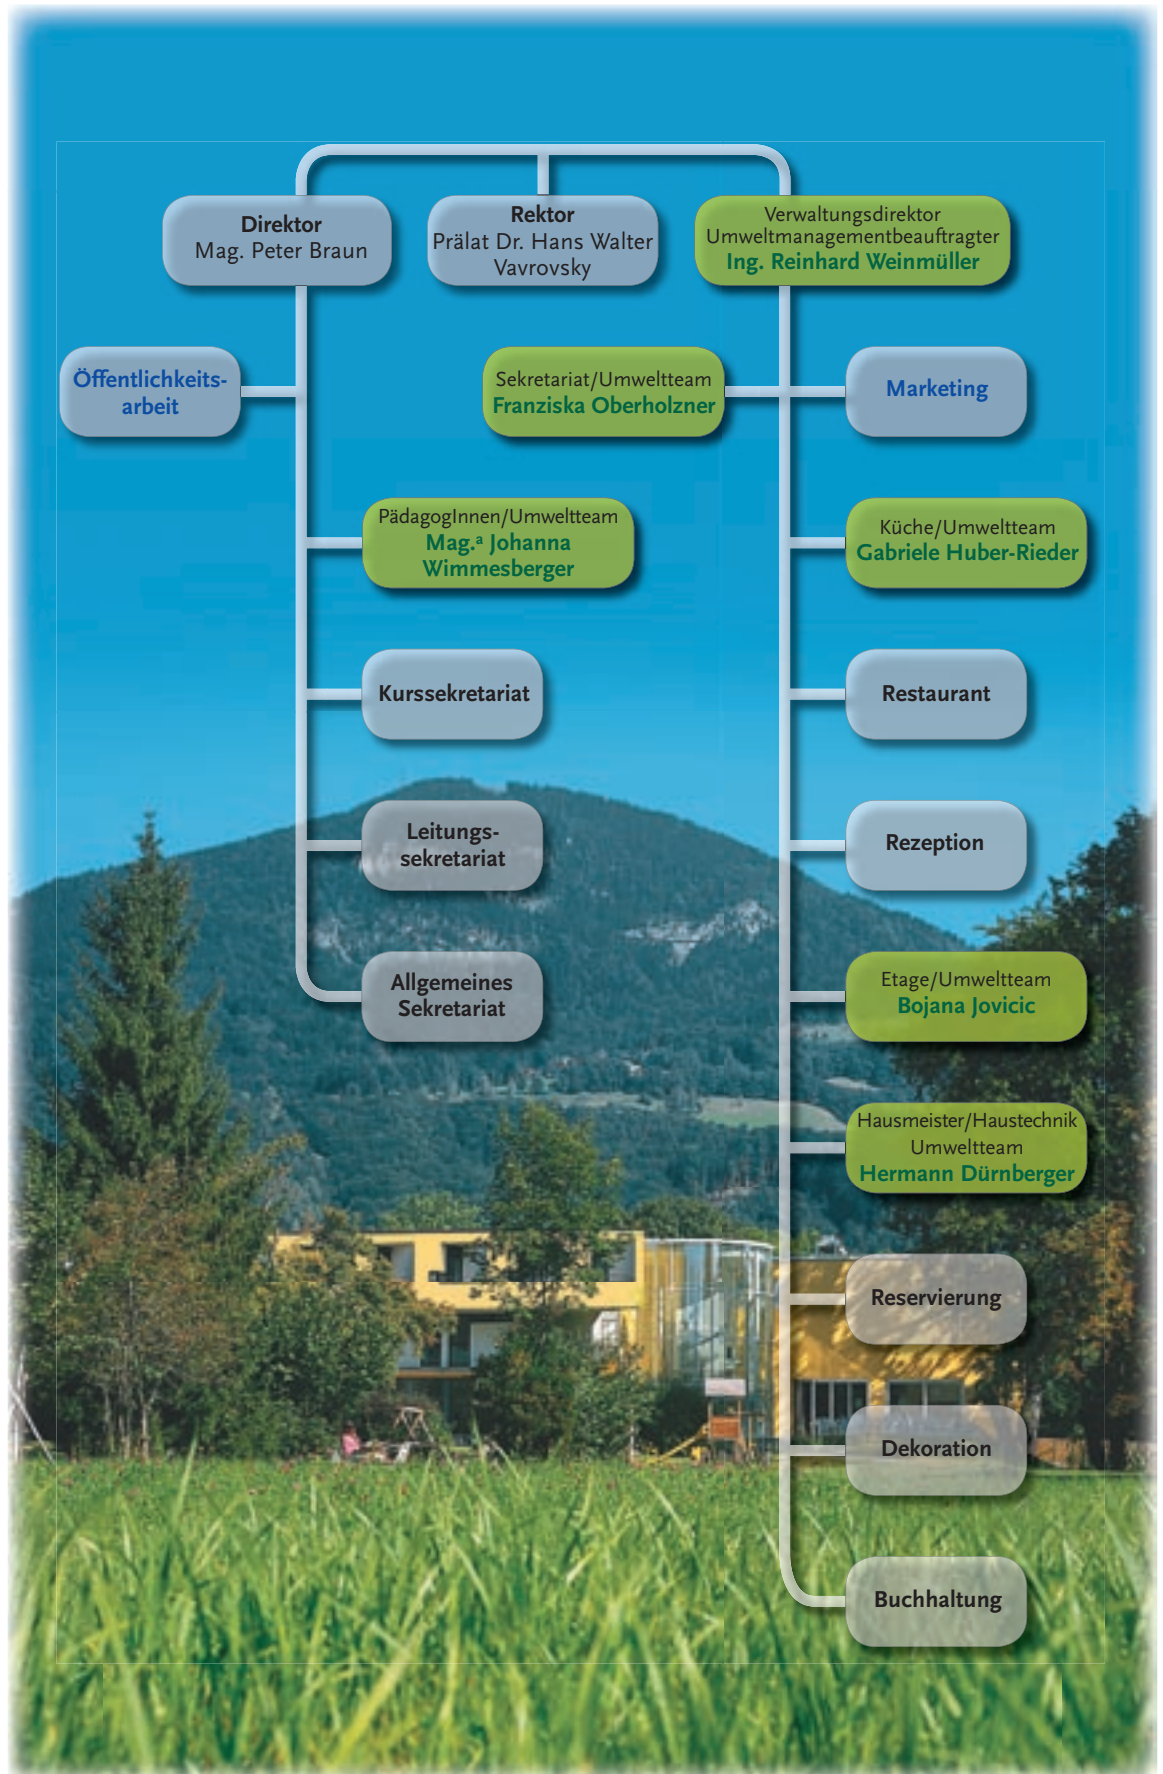 Direktor
Mag. Peter Braun
Rektor
Prälat Dr. Hans Walter
Vavrovsky
Verwaltungsdirektor
Umweltmanagementbeauftragter
Ing. Reinhard Weinmüller
Öffentlichkeits-
arbeit
Sekretariat/Umweltteam
Franziska Oberholzner
Marketing
PädagogInnen/Umweltteam
Mag.ª Johanna
Wimmesberger
Küche/Umweltteam
Gabriele Huber-Rieder
Kurssekretariat
Restaurant
Leitungs-
sekretariat
Rezeption
Allgemeines
Sekretariat
Etage/Umweltteam
Bojana Jovicic
Hausmeister/Haustechnik
Umweltteam
Hermann Dürnberger
Reservierung
Dekoration
Buchhaltung